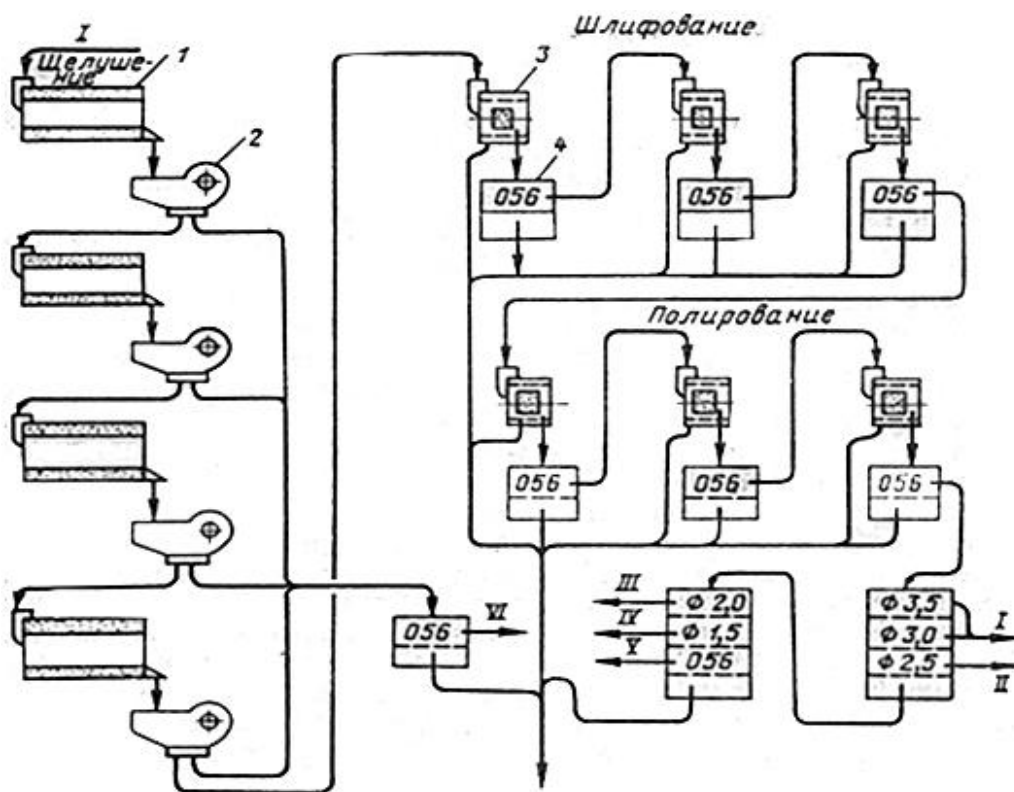 I
Щелуше-
ние
1
2
Шлифование
3
4
056
056
056
Полирование
056
056
056
056
VI
III
Ф 2,0
IV
Ф 1,5
V
056
Ф 3,5
Ф 3,0
I
Ф 2,5
II